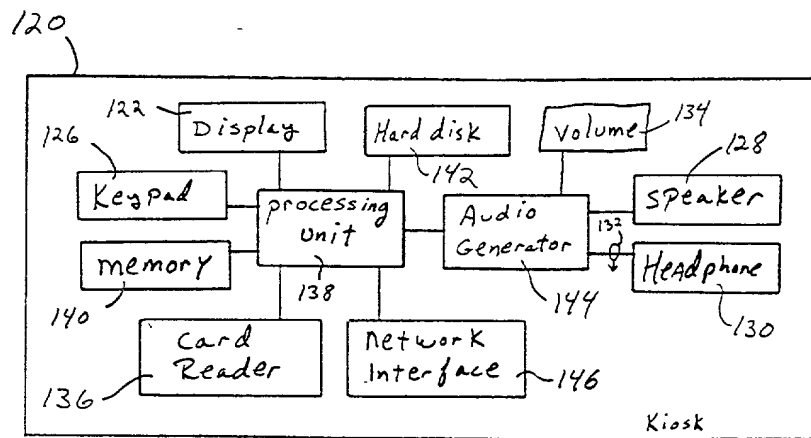 120
122
Display
126
Keypad
Hard disk
142
Volume
134
128
Speaker
processing
unit
138
Audio
Generator
144
132
Headphone
130
memory
140
Card
Reader
136
network
Interface
146
Kiosk